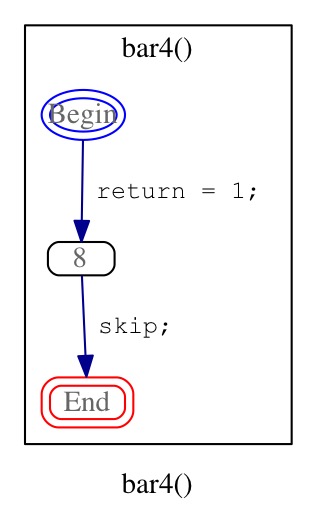 bar4()
Begin
return = 1;
8
skip;
End
bar4()